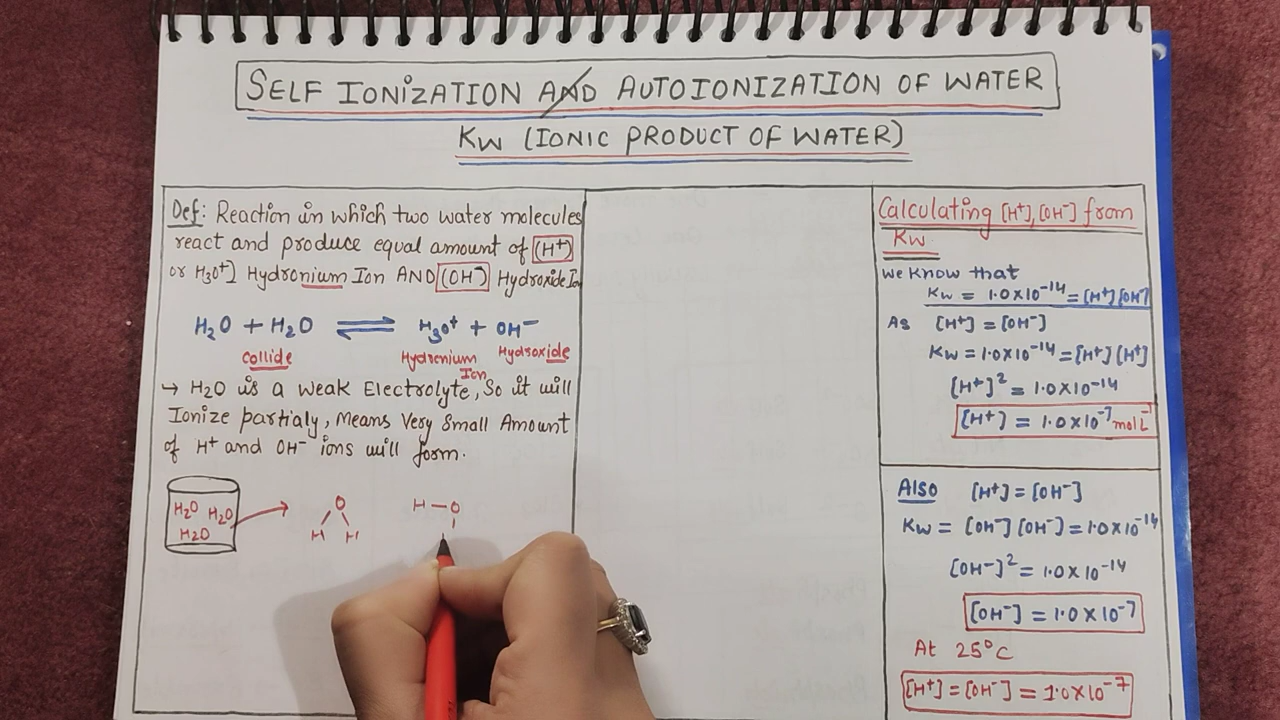 SELF IONiZATION AND AUTOIONIZATION OF WATER
Kw (IONIC PRODUCT OF WATER)
Def: Reaction in which two water molecules
react and produce equal amount of (H⁺)
or H₃O⁺] Hydronium Ion AND (OH⁻) Hydroxide Ion
H₂O + H₂O ⇌ H₃O⁺ + OH⁻
collide Hydronium Ion Hydroxide
→ H₂O is a weak Electrolyte, So it will
Ionize partialy, Means Very Small Amount
of H⁺ and OH⁻ ions will form.
H₂O H₂O
H₂O
O
H H
H–O
Calculating [H⁺], [OH⁻] from
Kw.
We know that
Kw = 1.0×10⁻¹⁴ = [H⁺] [OH⁻]
As [H⁺] = [OH⁻]
Kw = 1.0×10⁻¹⁴ = [H⁺] [H⁺]
[H⁺]² = 1.0×10⁻¹⁴
[H⁺] = 1.0×10⁻⁷ mol L⁻
Also [H⁺] = [OH⁻]
Kw = [OH⁻] [OH⁻] = 1.0×10⁻¹⁴
[OH⁻]² = 1.0×10⁻¹⁴
[OH⁻] = 1.0×10⁻⁷
At 25°C
[H⁺] = [OH⁻] = 1.0×10⁻⁷